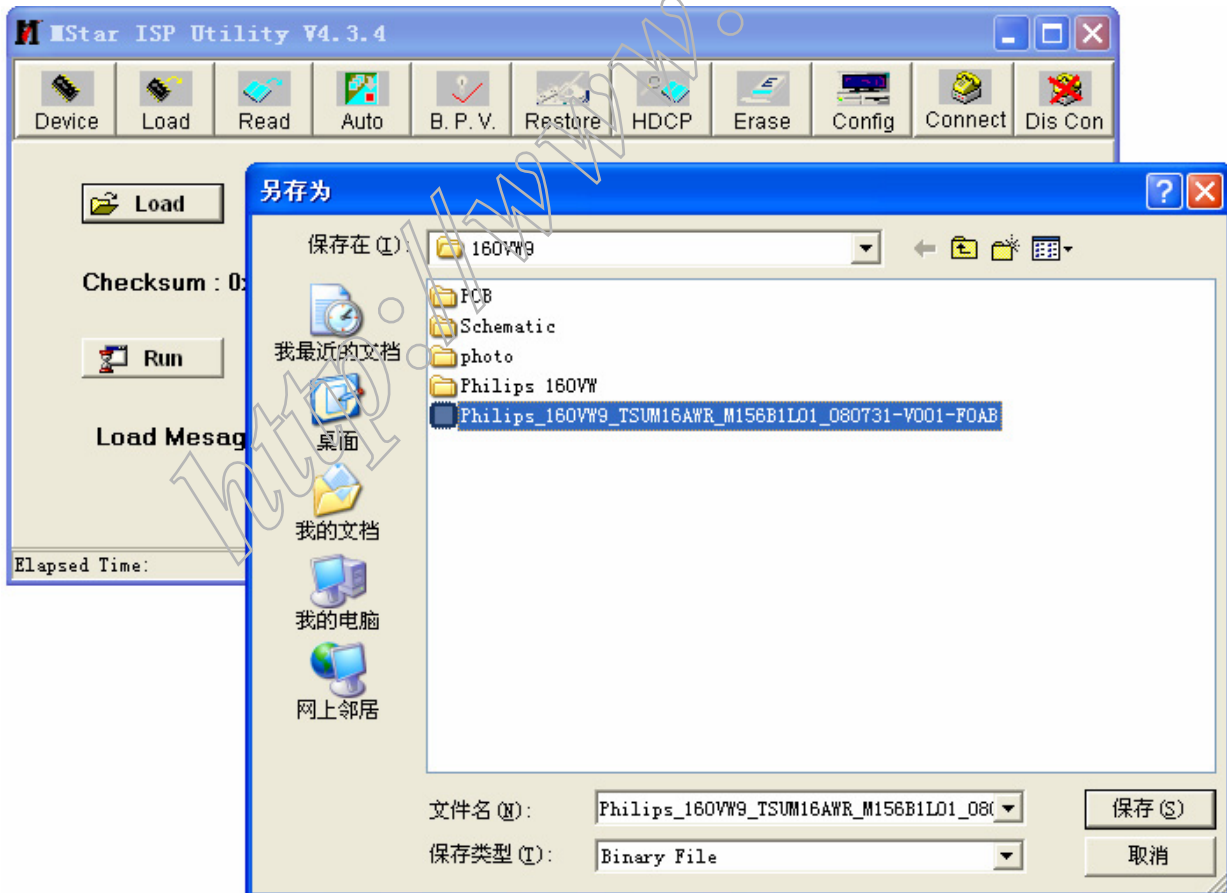 MStar ISP Utility V4.3.4
Device Load Read Auto B.P.V. Restore HDCP Erase Config Connect Dis Con
Load
Checksum : 0
Run
Load Mesag
Elapsed Time:
另存为
保存在(I):
160VW9
我最近的文档
桌面
我的文档
我的电脑
网上邻居
PCB
Schematic
photo
Philips 160VW
Philips_160VW9_TSUM16AWR_M156B1L01_080731-V001-F0AB
文件名(N):
Philips_160VW9_TSUM16AWR_M156B1L01_08
保存(S)
保存类型(T):
Binary File
取消
http://www.